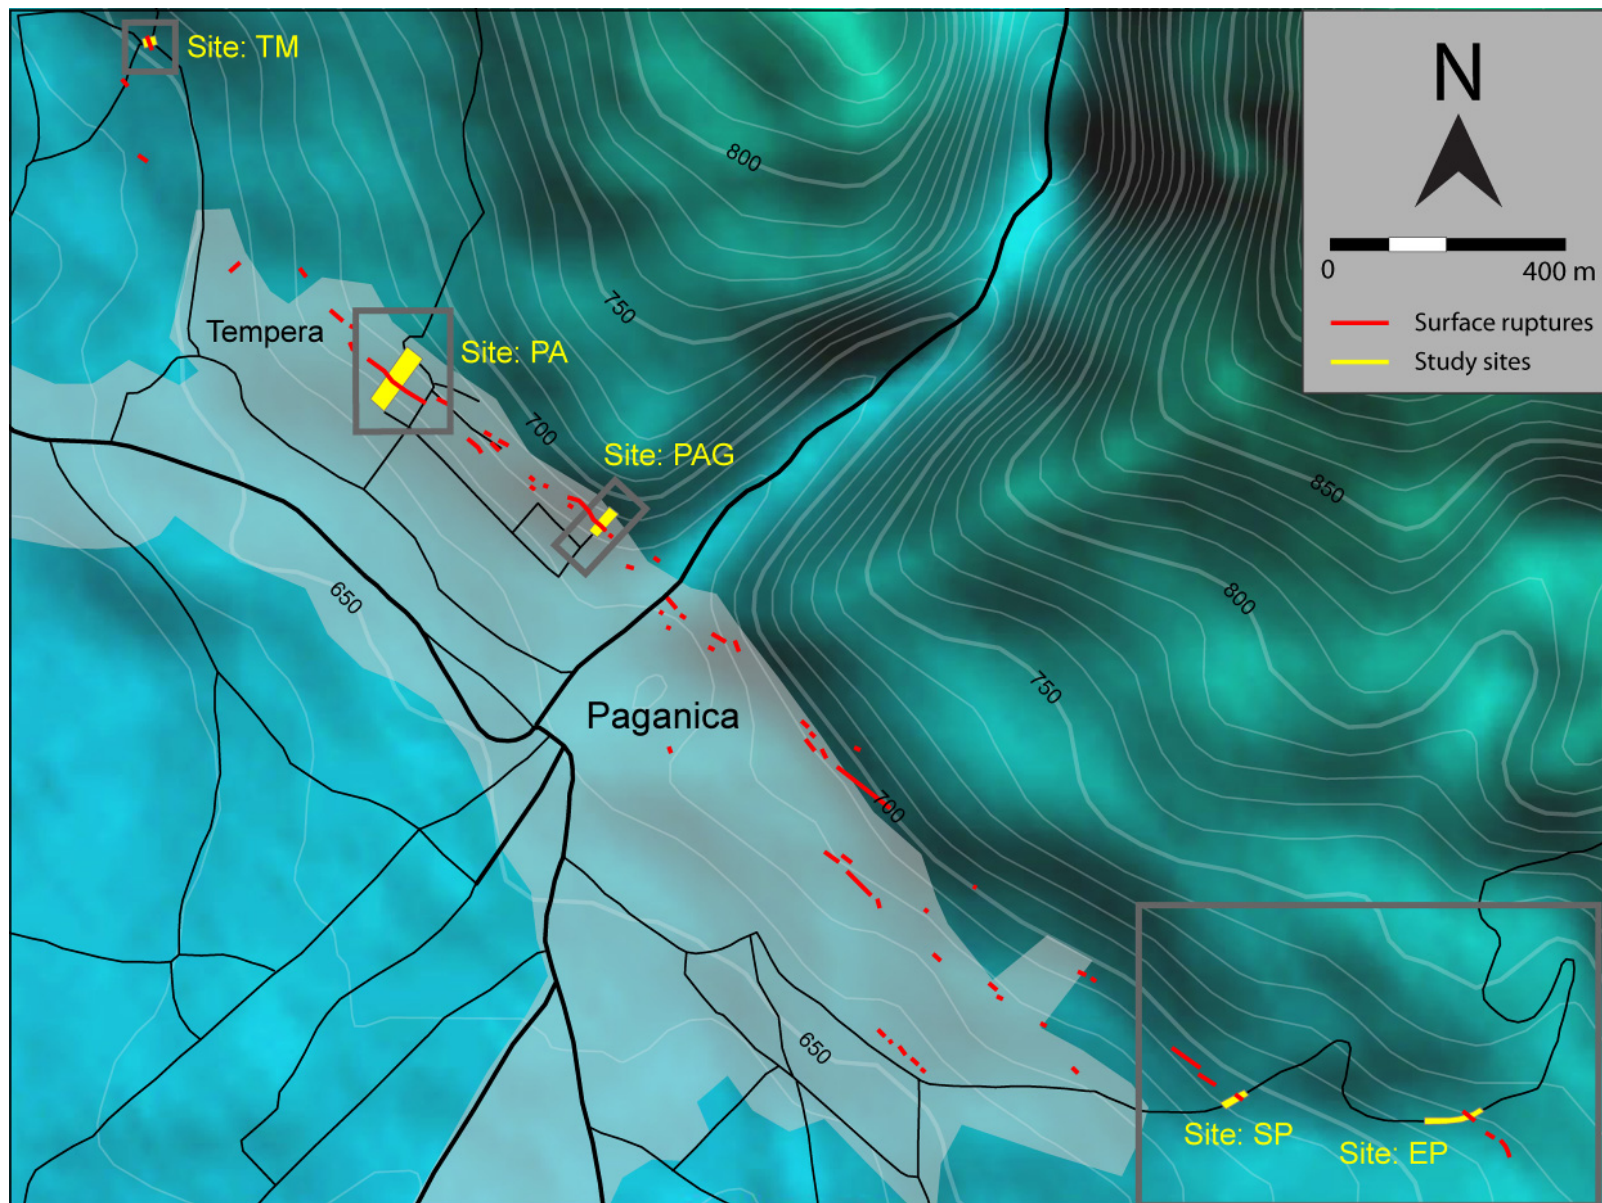 Site: TM
N
800
0
400 m
750
Surface ruptures
Tempera
Site: PA
Study sites
700
Site: PAG
850
650
800
750
Paganica
700
650
Site: SP
Site: EP